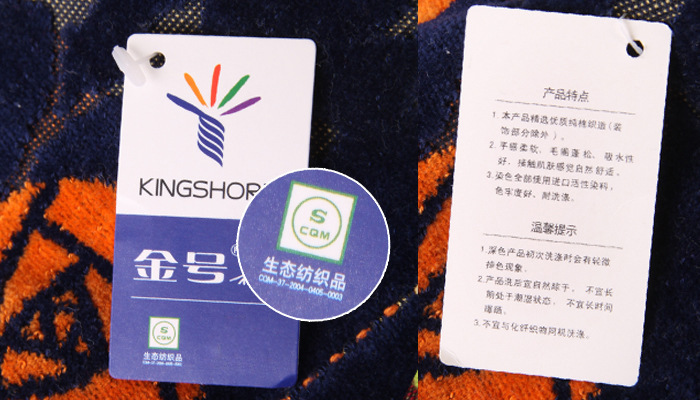 KINGSHOR
金号
®
S
CQM
生态纺织品
CQM-37-2004-0405-0003
S
CQM
生态纺织品
CQM-37-2004-0405-0003
产品特点
1.本产品精选优质纯棉织造(装
饰部分除外)。
2.手感柔软,毛圈蓬松,吸水性
好,接触肌肤感觉自然舒适。
3.染色全部使用进口活性染料,
色牢度好,耐洗涤。
温馨提示
1.深色产品初次洗涤时会有轻微
掉色现象。
2.产品洗后宜自然晾干,不宜长
期处于潮湿状态,不宜长时间
曝晒。
3.不宜与化纤织物同机洗涤。